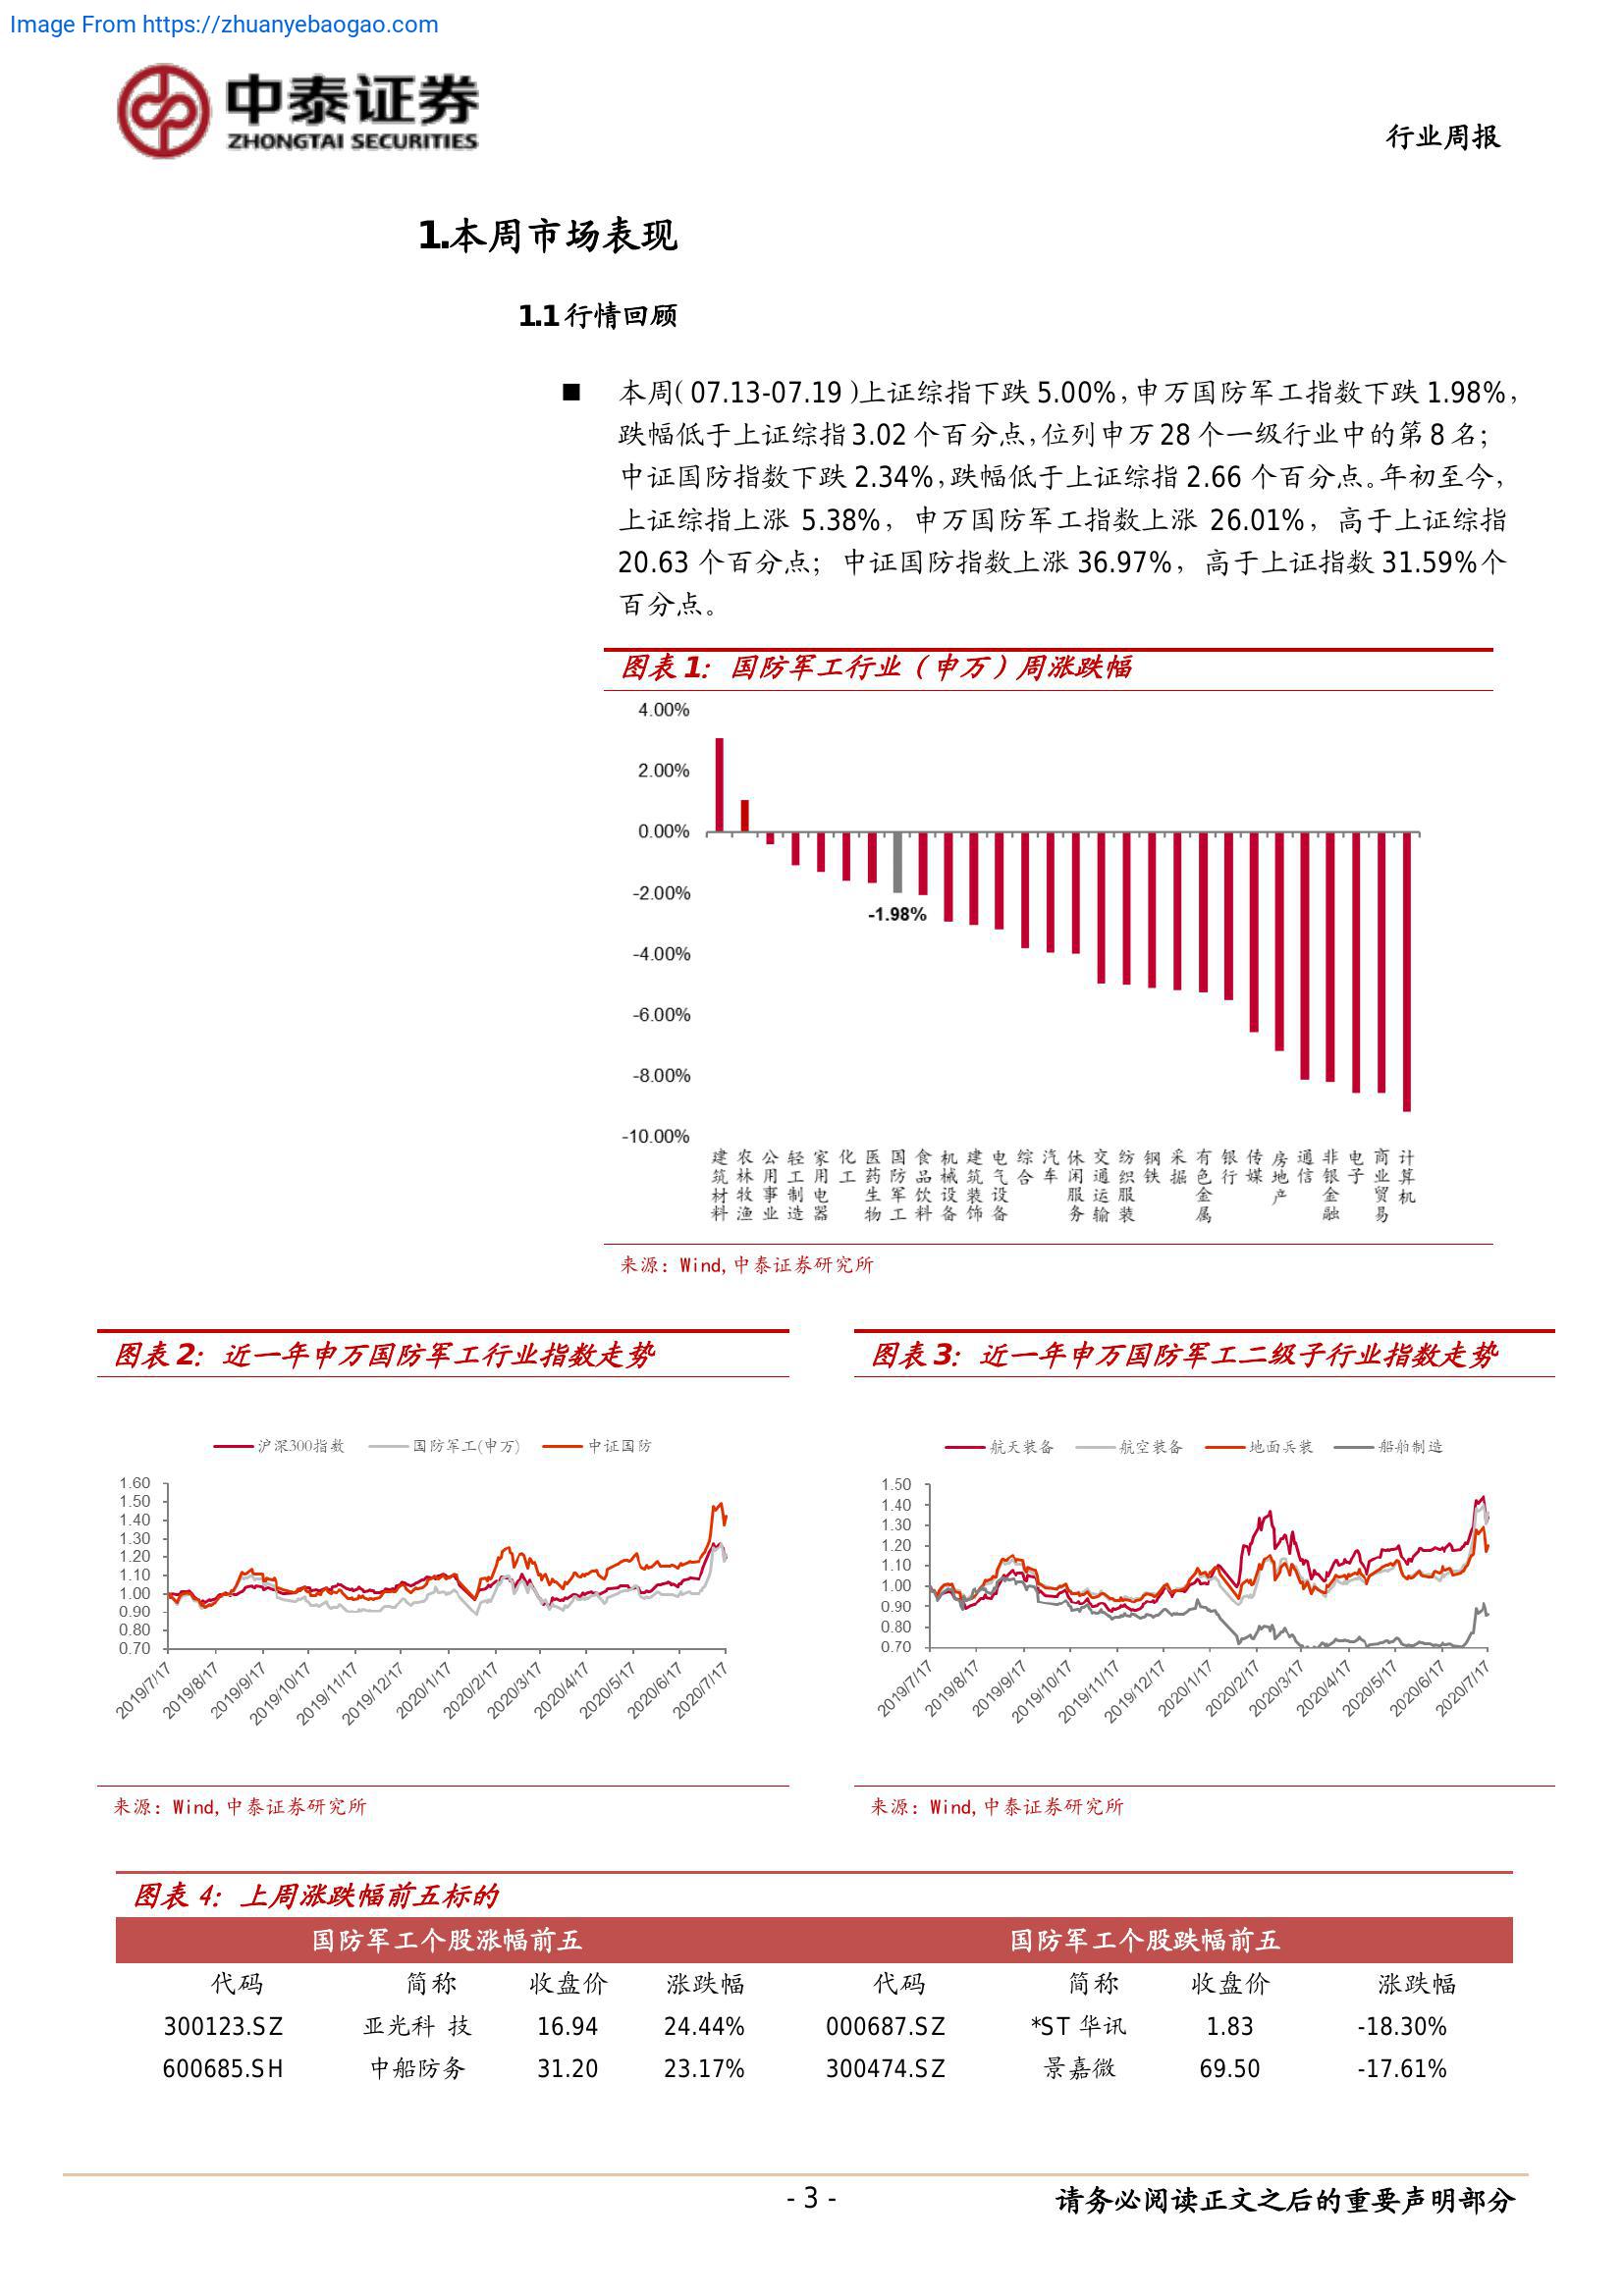 Image From https://zhuanyebaogao.com
中泰证券
ZHONGTAI SECURITIES
行业周报
1.本周市场表现
1.1 行情回顾
■ 本周( 07.13-07.19 )上证综指下跌 5.00%,申万国防军工指数下跌 1.98%,
跌幅低于上证综指 3.02 个百分点,位列申万 28 个一级行业中的第 8 名;
中证国防指数下跌 2.34%,跌幅低于上证综指 2.66 个百分点。年初至今,
上证综指上涨 5.38%, 申万国防军工指数上涨 26.01%, 高于上证综指
20.63 个百分点; 中证国防指数上涨 36.97%, 高于上证指数 31.59%个
百分点。
图表 1: 国防军工行业(申万)周涨跌幅
4.00%
2.00%
0.00%
-2.00%
-4.00%
-6.00%
-8.00%
-10.00%
-1.98%
建筑材料 农林牧渔 公用事业 轻工制造 家用电器 化工 医药生物 国防军工 食品饮料 机械设备 建筑装饰 电气设备 综合 汽车 休闲服务 交通运输 纺织服装 钢铁 采掘 有色金属 银行 传媒 房地产 通信 非银金融 电子 商业贸易 计算机
来源: Wind,中泰证券研究所
图表 2: 近一年申万国防军工行业指数走势
沪深300指数 国防军工(申万) 中证国防
1.60
1.50
1.40
1.30
1.20
1.10
1.00
0.90
0.80
0.70
2019/7/17 2019/8/17 2019/9/17 2019/10/17 2019/11/17 2019/12/17 2020/1/17 2020/2/17 2020/3/17 2020/4/17 2020/5/17 2020/6/17 2020/7/17
来源: Wind,中泰证券研究所
图表 3: 近一年申万国防军工二级子行业指数走势
航天装备 航空装备 地面兵装 船舶制造
1.50
1.40
1.30
1.20
1.10
1.00
0.90
0.80
0.70
2019/7/17 2019/8/17 2019/9/17 2019/10/17 2019/11/17 2019/12/17 2020/1/17 2020/2/17 2020/3/17 2020/4/17 2020/5/17 2020/6/17 2020/7/17
来源: Wind,中泰证券研究所
图表 4: 上周涨跌幅前五标的
国防军工个股涨幅前五 国防军工个股跌幅前五
代码 简称 收盘价 涨跌幅 代码 简称 收盘价 涨跌幅
300123.SZ 亚光科 技 16.94 24.44% 000687.SZ *ST 华讯 1.83 -18.30%
600685.SH 中船防务 31.20 23.17% 300474.SZ 景嘉微 69.50 -17.61%
- 3 -
请务必阅读正文之后的重要声明部分